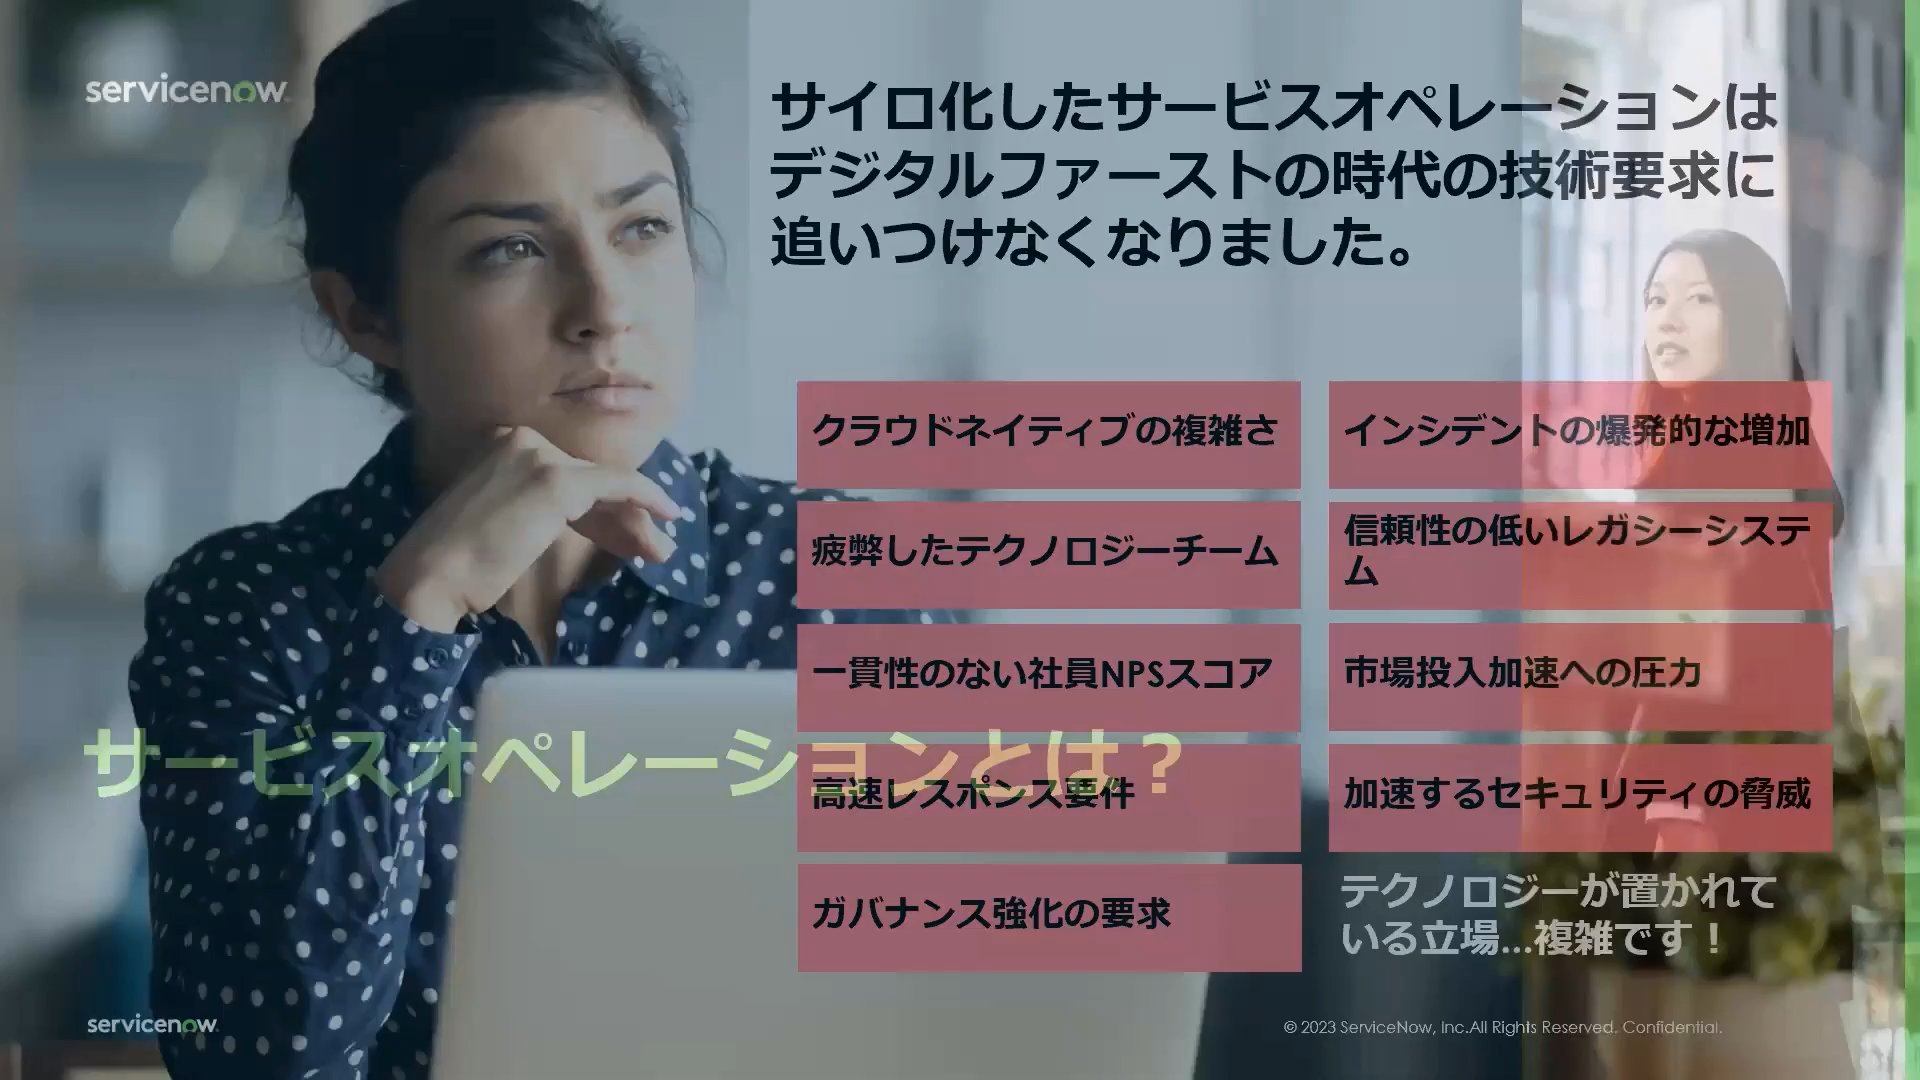 servicenow
サイロ化したサービスオペレーションは
デジタルファーストの時代の技術要求に
追いつけなくなりました。
クラウドネイティブの複雑さ
インシデントの爆発的な増加
疲弊したテクノロジーチーム
信頼性の低いレガシーシステ
ム
一貫性のない社員NPSスコア
市場投入加速への圧力
サービスオペレーションとは？
高速レスポンス要件
加速するセキュリティの脅威
ガバナンス強化の要求
テクノロジーが置かれて
いる立場...複雑です！
servicenow
© 2023 ServiceNow, Inc.All Rights Reserved. Confidential.